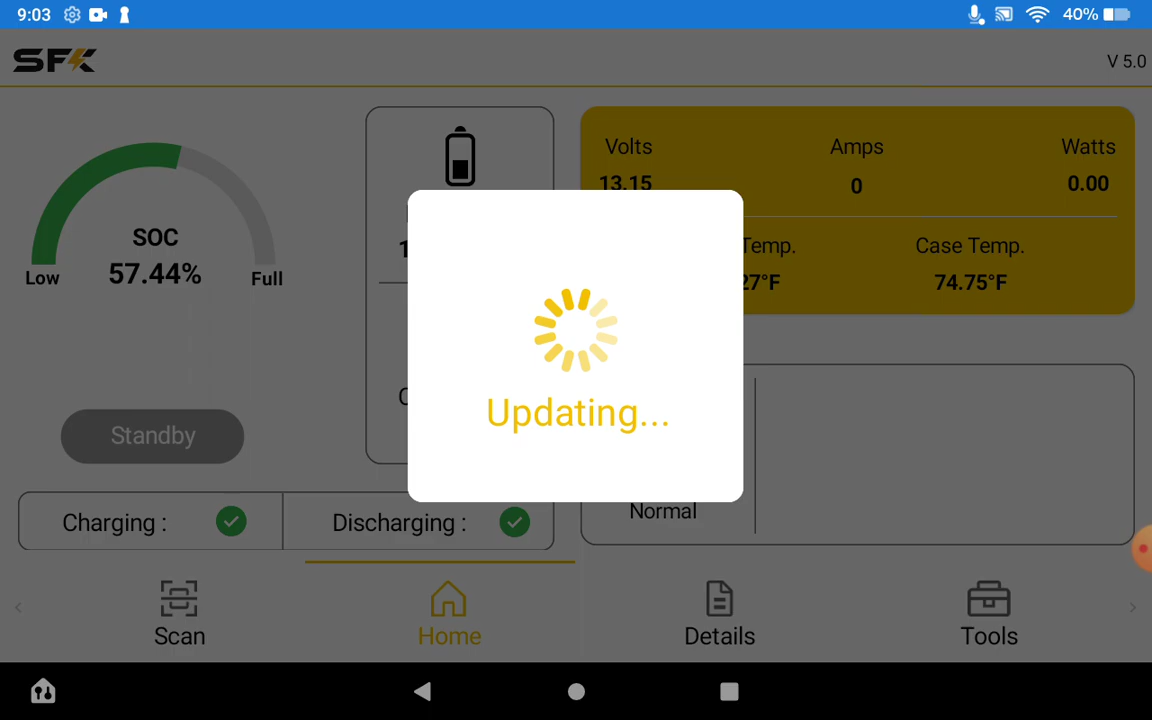 9:03
40%
SFK
V 5.0
Volts
Amps
Watts
13.15
0
0.00
SOC
57.44%
Low
Full
Temp.
Case Temp.
74.75°F
Updating...
Standby
Normal
Charging :
Discharging :
Scan
Home
Details
Tools